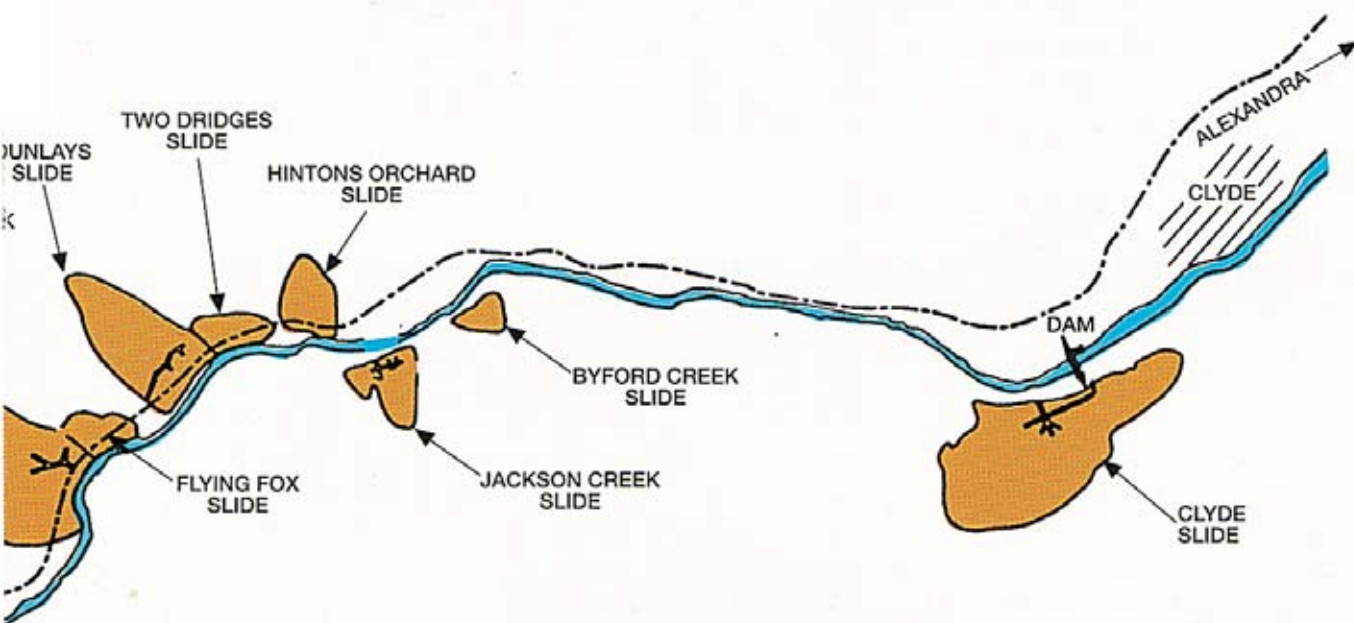 TWO DRIDGES
SLIDE
DUNLAYS
SLIDE
HINTONS ORCHARD
SLIDE
K
ALEXANDRA
CLYDE
DAM
BYFORD CREEK
SLIDE
FLYING FOX
SLIDE
JACKSON CREEK
SLIDE
CLYDE
SLIDE